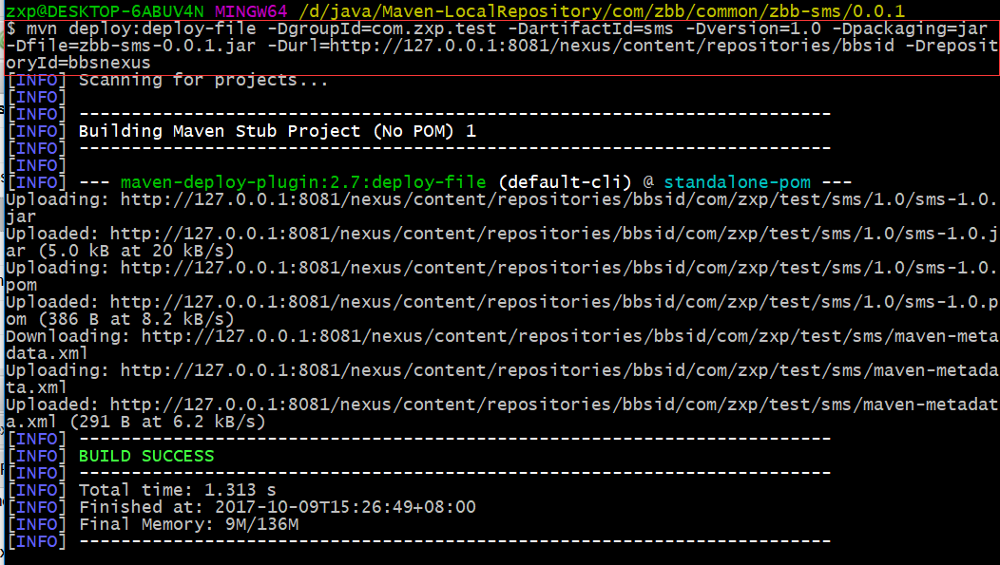 zxp@DESKTOP-6ABUV4N MINGW64 /d/java/Maven-LocalRepository/com/zbb/common/zbb-sms/0.0.1
$ mvn deploy:deploy-file -DgroupId=com.zxp.test -DartifactId=sms -Dversion=1.0 -Dpackaging=jar
-Dfile=zbb-sms-0.0.1.jar -Durl=http://127.0.0.1:8081/nexus/content/repositories/bbsid -Dreposit
oryId=bbsnexus
[INFO] Scanning for projects...
[INFO]
[INFO] ------------------------------------------------------------------------
[INFO] Building Maven Stub Project (No POM) 1
[INFO] ------------------------------------------------------------------------
[INFO]
[INFO] --- maven-deploy-plugin:2.7:deploy-file (default-cli) @ standalone-pom ---
Uploading: http://127.0.0.1:8081/nexus/content/repositories/bbsid/com/zxp/test/sms/1.0/sms-1.0.
jar
Uploaded: http://127.0.0.1:8081/nexus/content/repositories/bbsid/com/zxp/test/sms/1.0/sms-1.0.j
ar (5.0 kB at 20 kB/s)
Uploading: http://127.0.0.1:8081/nexus/content/repositories/bbsid/com/zxp/test/sms/1.0/sms-1.0.
pom
Uploaded: http://127.0.0.1:8081/nexus/content/repositories/bbsid/com/zxp/test/sms/1.0/sms-1.0.p
om (386 B at 8.2 kB/s)
Downloading: http://127.0.0.1:8081/nexus/content/repositories/bbsid/com/zxp/test/sms/maven-meta
data.xml
Uploading: http://127.0.0.1:8081/nexus/content/repositories/bbsid/com/zxp/test/sms/maven-metada
ta.xml
Uploaded: http://127.0.0.1:8081/nexus/content/repositories/bbsid/com/zxp/test/sms/maven-metadat
a.xml (291 B at 6.2 kB/s)
[INFO] ------------------------------------------------------------------------
[INFO] BUILD SUCCESS
[INFO] ------------------------------------------------------------------------
[INFO] Total time: 1.313 s
[INFO] Finished at: 2017-10-09T15:26:49+08:00
[INFO] Final Memory: 9M/136M
[INFO] ------------------------------------------------------------------------